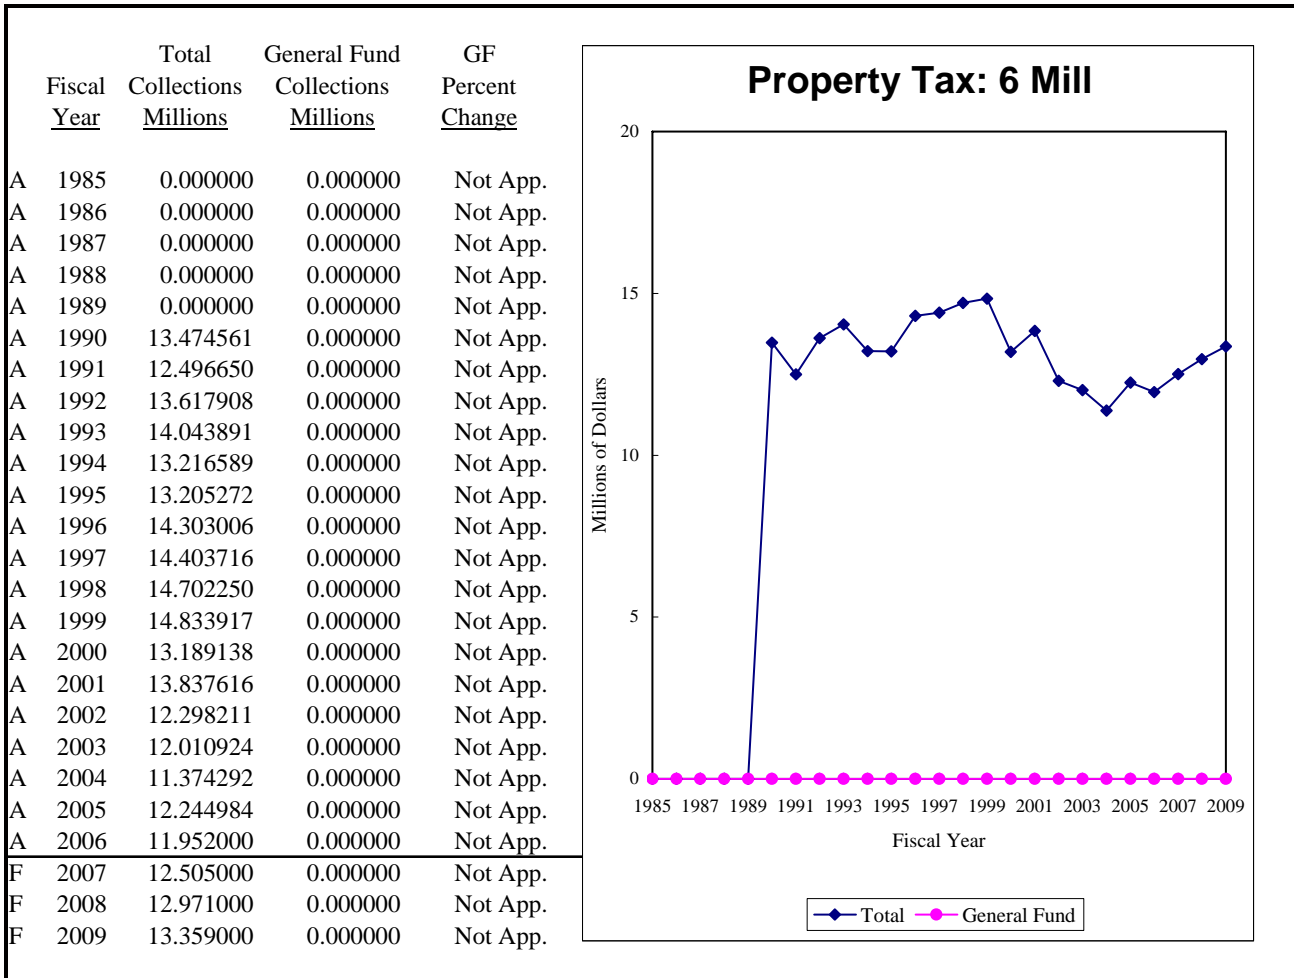 Total General Fund GF
Fiscal Collections Collections Percent
Year Millions Millions Change
A 1985 0.000000 0.000000 Not App.
A 1986 0.000000 0.000000 Not App.
A 1987 0.000000 0.000000 Not App.
A 1988 0.000000 0.000000 Not App.
A 1989 0.000000 0.000000 Not App.
A 1990 13.474561 0.000000 Not App.
A 1991 12.496650 0.000000 Not App.
A 1992 13.617908 0.000000 Not App.
A 1993 14.043891 0.000000 Not App.
A 1994 13.216589 0.000000 Not App.
A 1995 13.205272 0.000000 Not App.
A 1996 14.303006 0.000000 Not App.
A 1997 14.403716 0.000000 Not App.
A 1998 14.702250 0.000000 Not App.
A 1999 14.833917 0.000000 Not App.
A 2000 13.189138 0.000000 Not App.
A 2001 13.837616 0.000000 Not App.
A 2002 12.298211 0.000000 Not App.
A 2003 12.010924 0.000000 Not App.
A 2004 11.374292 0.000000 Not App.
A 2005 12.244984 0.000000 Not App.
A 2006 11.952000 0.000000 Not App.
F 2007 12.505000 0.000000 Not App.
F 2008 12.971000 0.000000 Not App.
F 2009 13.359000 0.000000 Not App.
Property Tax: 6 Mill
20
15
10
5
0
Millions of Dollars
1985 1987 1989 1991 1993 1995 1997 1999 2001 2003 2005 2007 2009
Fiscal Year
Total General Fund